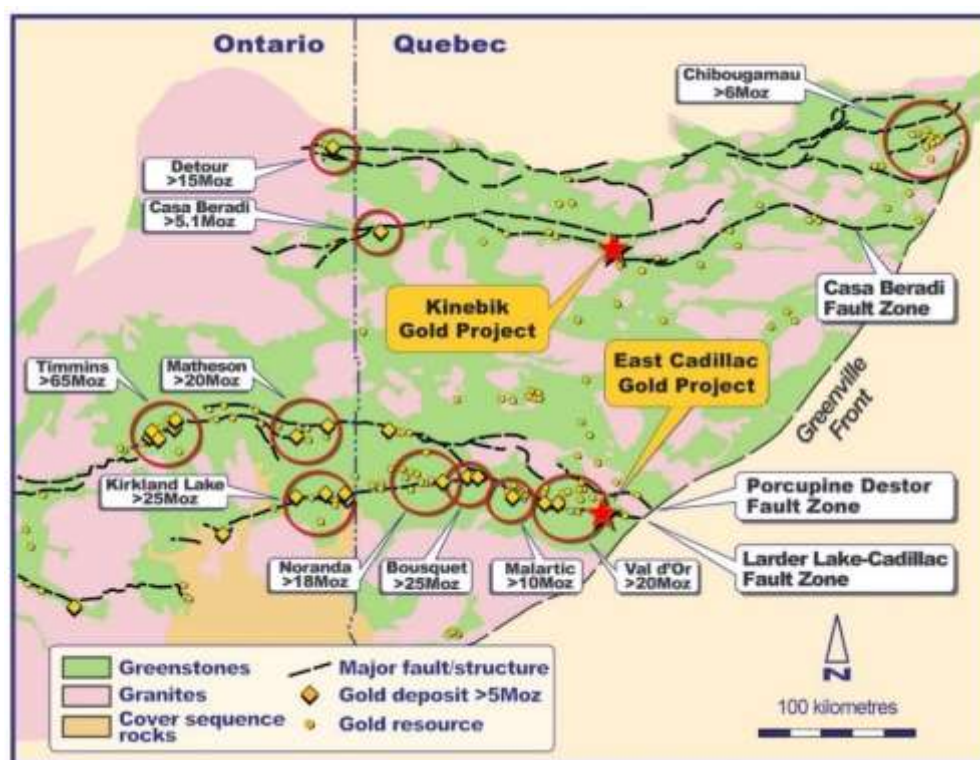 Ontario
Quebec
Chibougamau
>6Moz
Detour
>15Moz
Casa Beradi
>5.1Moz
Casa Beradi
Fault Zone
Kinebik
Gold Project
East Cadillac
Gold Project
Timmins
>65Moz
Matheson
>20Moz
Greenville
Front
Kirkland Lake
>25Moz
Porcupine Destor
Fault Zone
Noranda
>18Moz
Bousquet
>25Moz
Malartic
>10Moz
Val d'Or
>20Moz
Larder Lake-Cadillac
Fault Zone
Greenstones
Granites
Cover sequence
rocks
Major fault/structure
Gold deposit >5Moz
Gold resource
N
100 kilometres